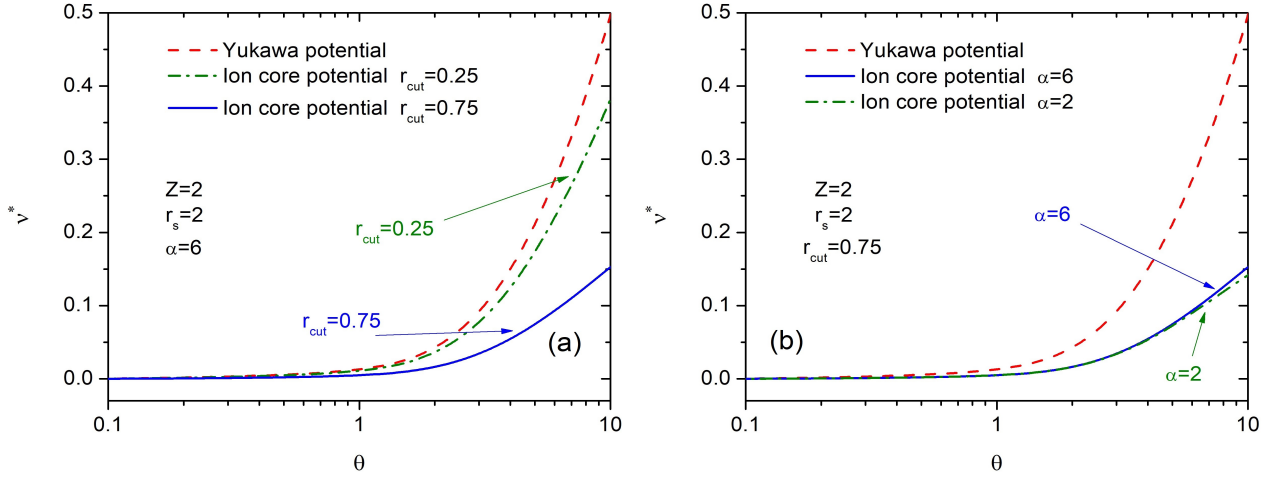 0.5
0.4
0.3
0.2
0.1
0.0
ν*
Yukawa potential
Ion core potential r_cut=0.25
Ion core potential r_cut=0.75
Z=2
r_s=2
α=6
r_cut=0.25
r_cut=0.75
(a)
0.1
1
10
θ
0.5
0.4
0.3
0.2
0.1
0.0
ν*
Yukawa potential
Ion core potential α=6
Ion core potential α=2
Z=2
r_s=2
r_cut=0.75
α=6
(b)
α=2
0.1
1
10
θ